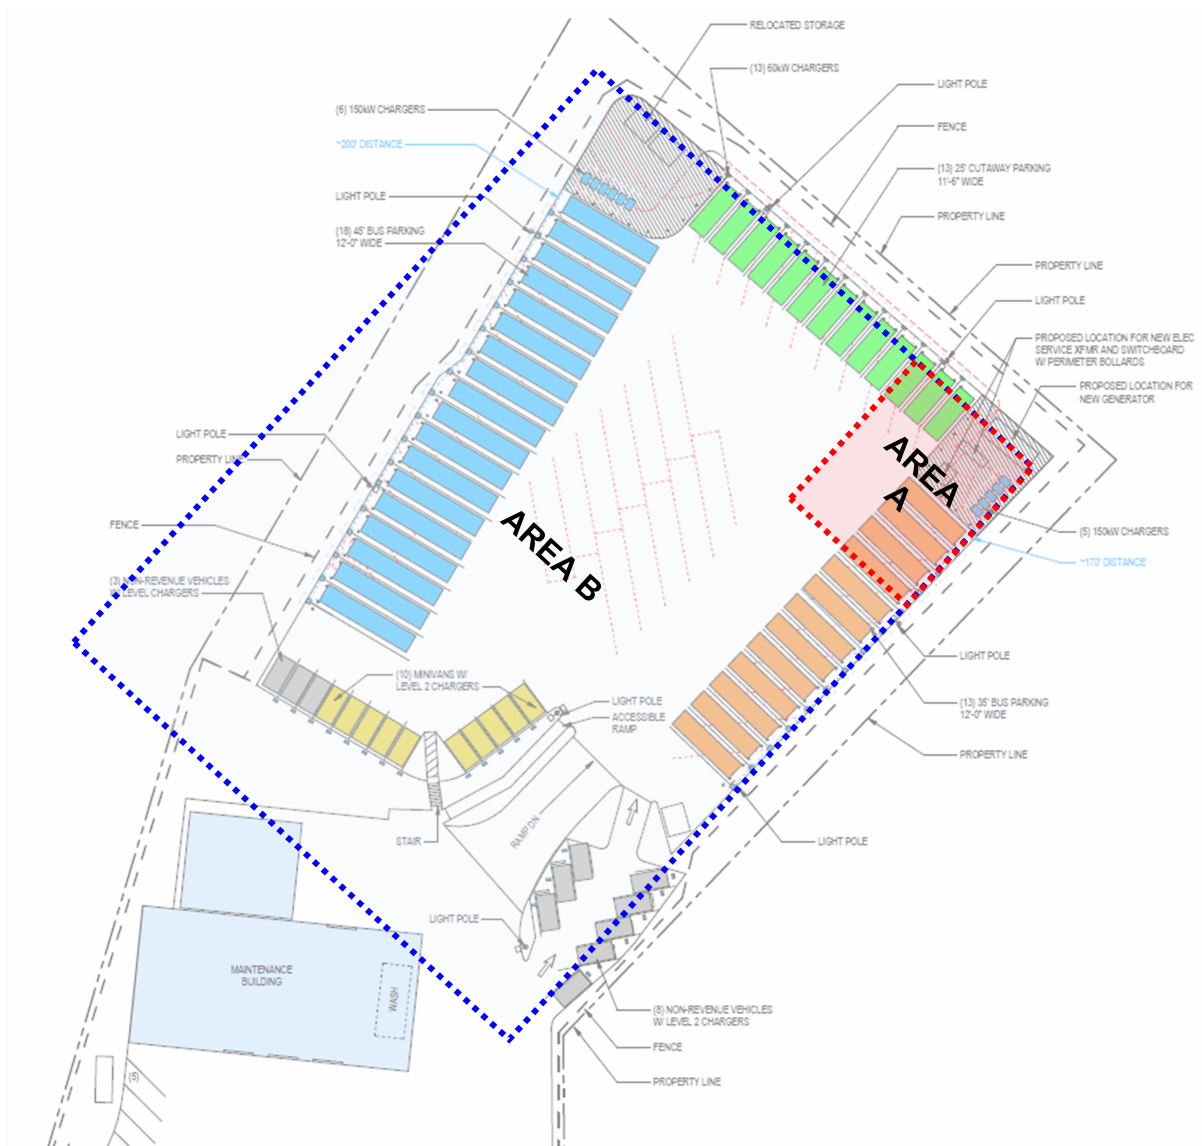 RELOCATED STORAGE
(13) 60kW CHARGERS
LIGHT POLE
(6) 150kW CHARGERS
FENCE
~200' DISTANCE
(13) 25' CUTAWAY PARKING
11'-6" WIDE
LIGHT POLE
PROPERTY LINE
(18) 45' BUS PARKING
12'-0" WIDE
PROPERTY LINE
LIGHT POLE
PROPOSED LOCATION FOR NEW ELEC
SERVICE XFMR AND SWITCHBOARD
W/ PERIMETER BOLLARDS
PROPOSED LOCATION FOR
NEW GENERATOR
LIGHT POLE
PROPERTY LINE
AREA
A
FENCE
AREA B
(5) 150kW CHARGERS
~170' DISTANCE
(3) NON-REVENUE VEHICLES
W/ LEVEL CHARGERS
LIGHT POLE
(10) MINIVANS W/
LEVEL 2 CHARGERS
LIGHT POLE
ACCESSIBLE
RAMP
(13) 35' BUS PARKING
12'-0" WIDE
PROPERTY LINE
RAMP DN
STAIR
LIGHT POLE
LIGHT POLE
MAINTENANCE
BUILDING
WASH
(8) NON-REVENUE VEHICLES
W/ LEVEL 2 CHARGERS
FENCE
(5)
PROPERTY LINE